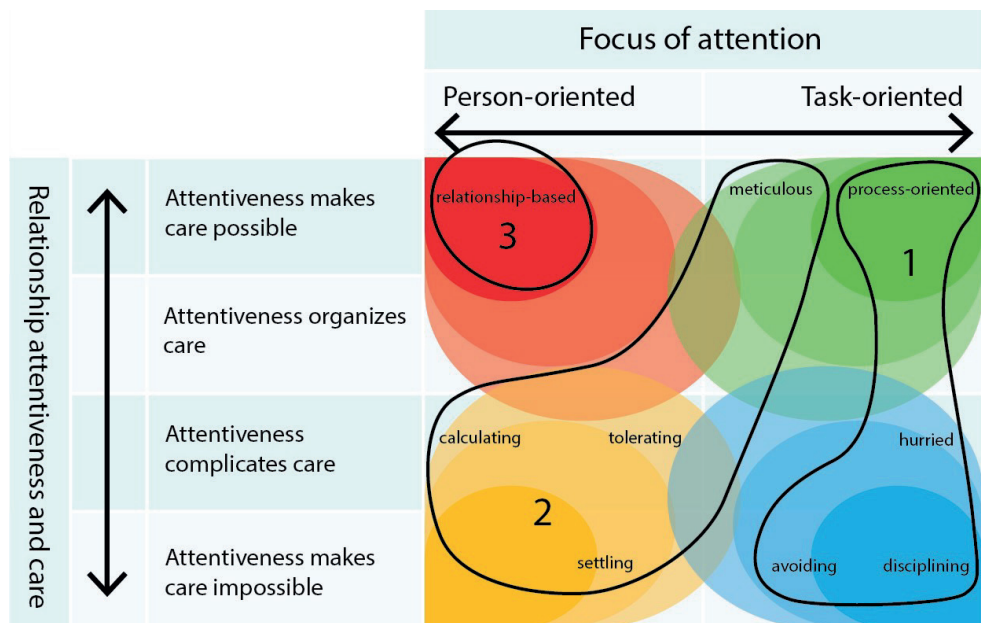 Focus of attention
Person-oriented
Task-oriented
Relationship attentiveness and care
Attentiveness makes
care possible
relationship-based
meticulous
process-oriented
3
1
Attentiveness organizes
care
Attentiveness
complicates care
calculating
tolerating
hurried
2
Attentiveness makes
care impossible
settling
avoiding
disciplining